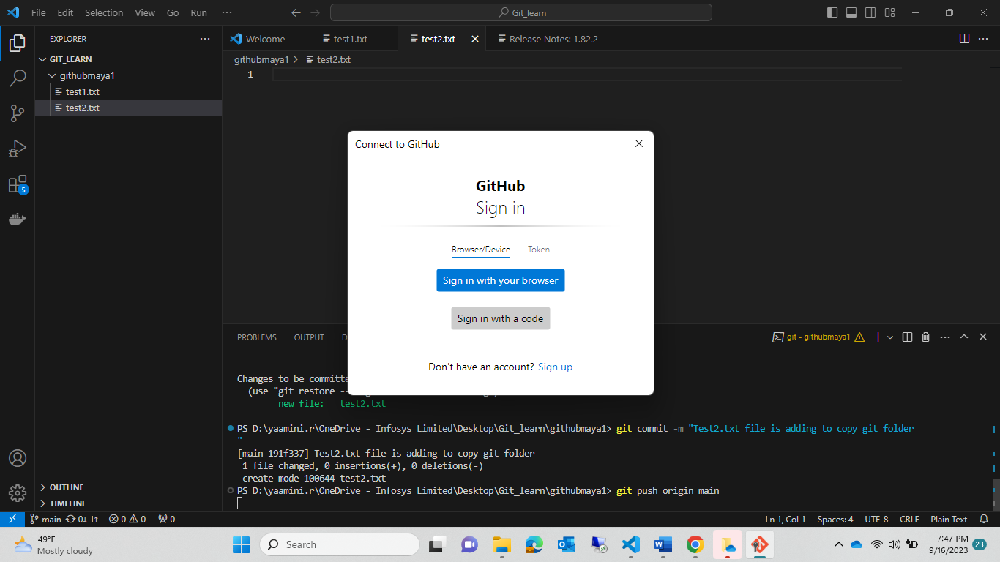 File Edit Selection View Go Run ···
Git_learn
EXPLORER
GIT_LEARN
githubmaya1
test1.txt
test2.txt
Welcome
test1.txt
test2.txt
Release Notes: 1.82.2
githubmaya1 > test2.txt
1
5
Connect to GitHub
GitHub
Sign in
Browser/Device Token
Sign in with your browser
Sign in with a code
Don't have an account? Sign up
PROBLEMS OUTPUT
git - githubmaya1
Changes to be committe
(use "git restore --
new file: test2.txt
PS D:\yaamini.r\OneDrive - Infosys Limited\Desktop\Git_learn\githubmaya1> git commit -m "Test2.txt file is adding to copy git folder
"
[main 191f337] Test2.txt file is adding to copy git folder
1 file changed, 0 insertions(+), 0 deletions(-)
create mode 100644 test2.txt
PS D:\yaamini.r\OneDrive - Infosys Limited\Desktop\Git_learn\githubmaya1> git push origin main
OUTLINE
TIMELINE
main 0↓ 1↑ 0 0 0
Ln 1, Col 1 Spaces: 4 UTF-8 CRLF Plain Text
49°F
Mostly cloudy
Search
7:47 PM
9/16/2023
23